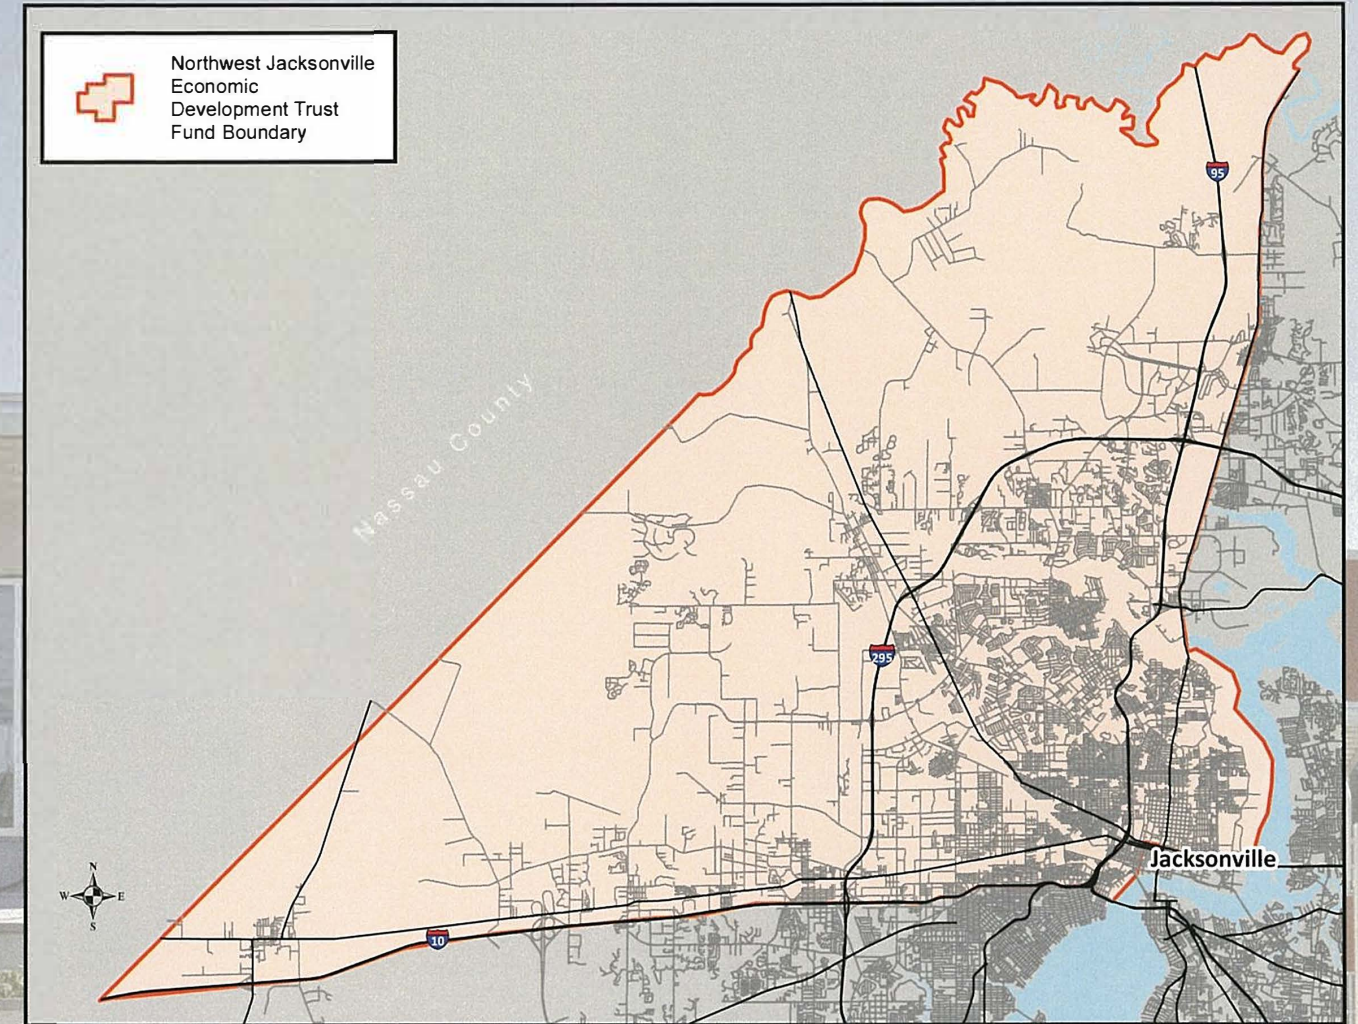 Northwest Jacksonville
Economic
Development Trust
Fund Boundary
95
Nassau County
295
Jacksonville
N
W E
S
10